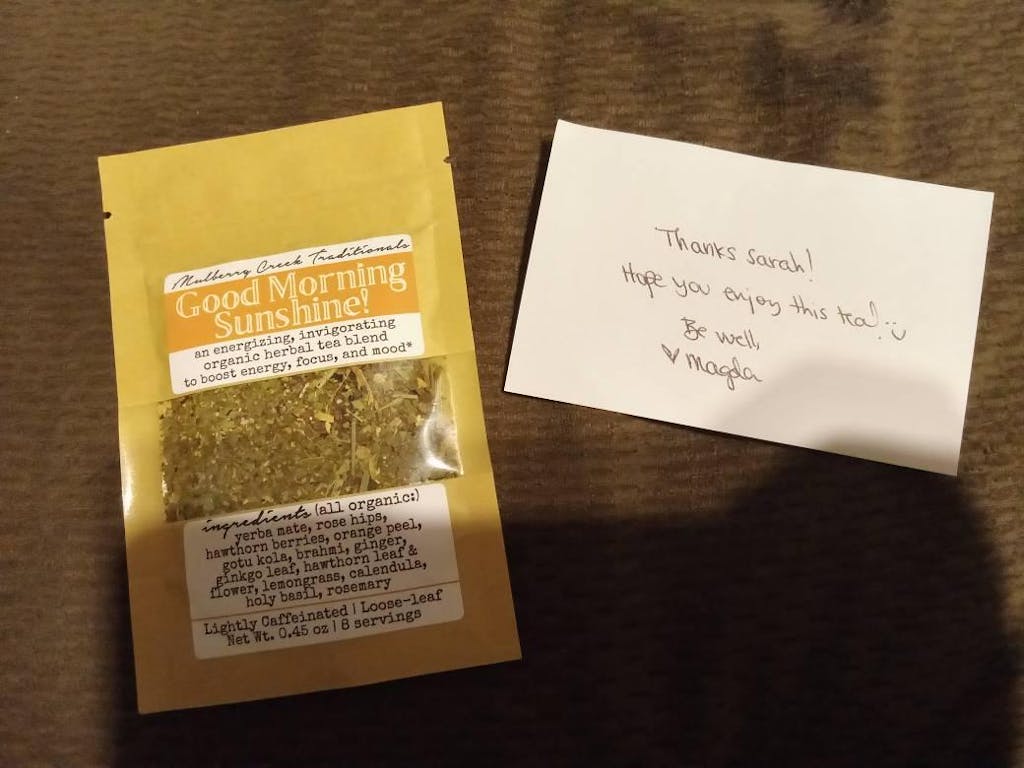 Mulberry Creek Traditionals
Good Morning
Sunshine!
an energizing, invigorating
organic herbal tea blend
to boost energy, focus, and mood*
ingredients (all organic:)
yerba mate, rose hips,
hawthorn berries, orange peel,
gotu kola, brahmi, ginger,
ginkgo leaf, hawthorn leaf &
flower, lemongrass, calendula,
holy basil, rosemary
Lightly Caffeinated | Loose-leaf
Net Wt. 0.45 oz | 8 servings
Thanks Sarah!
Hope you enjoy this tea! :)
Be well,
♥ Magda